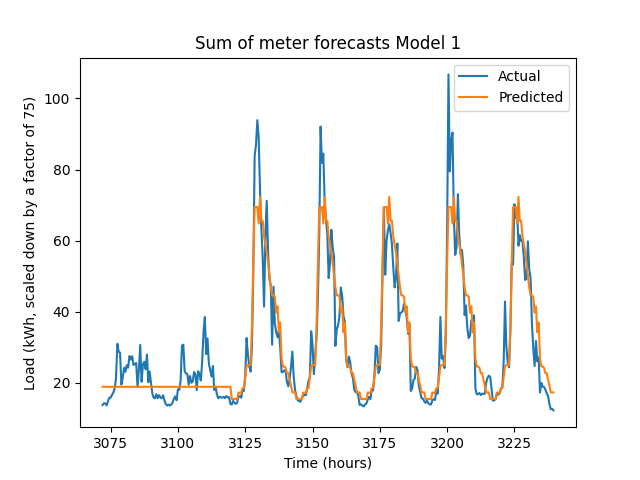 Sum of meter forecasts Model 1
Actual
Predicted
Load (kWh, scaled down by a factor of 75)
100
80
60
40
20
3075 3100 3125 3150 3175 3200 3225
Time (hours)